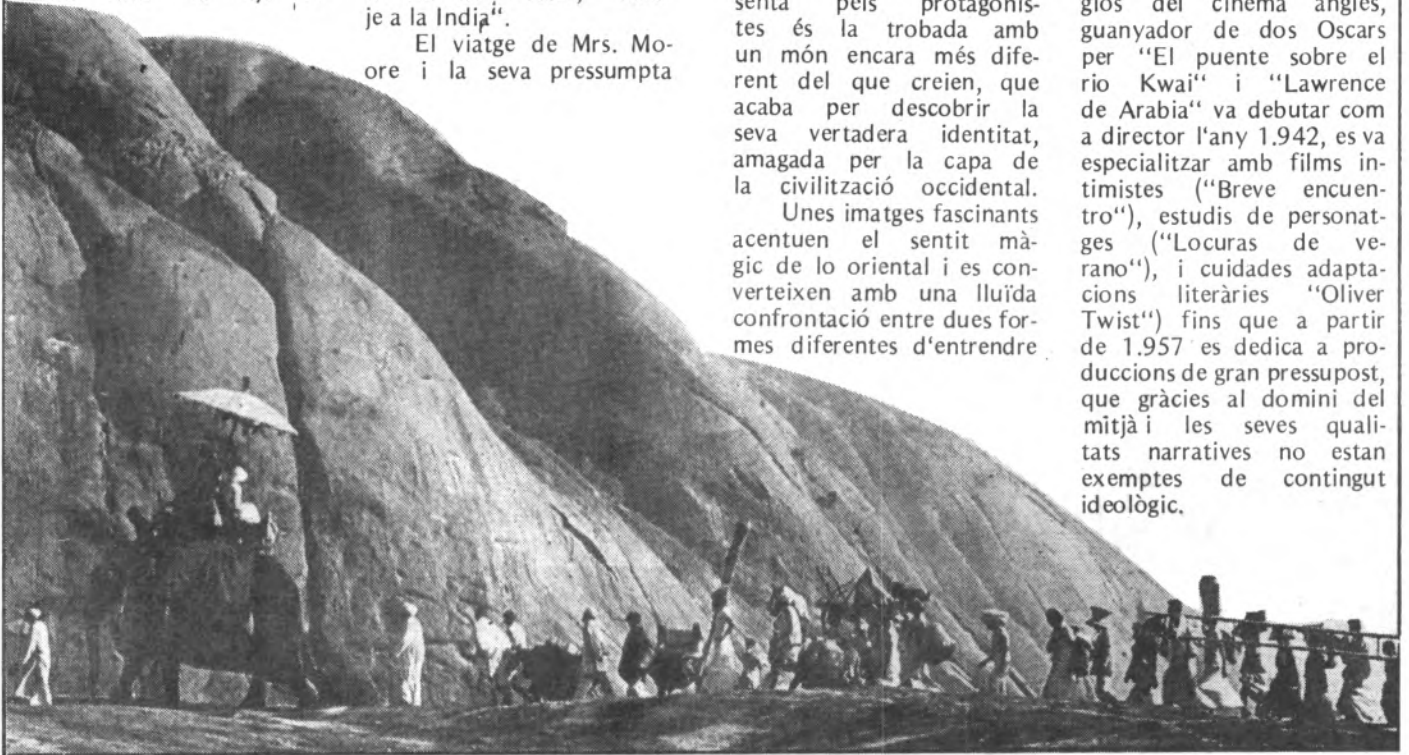 je a la India“.
El viatge de Mrs. Mo-
ore i la seva pressumpta
senta pels protagonis-
tes és la trobada amb
un món encara més dife-
rent del que creien, que
acaba per descobrir la
seva vertadera identitat,
amagada per la capa de
la civilització occidental.
Unes imatges fascinants
acentuen el sentit mà-
gic de lo oriental i es con-
verteixen amb una lluïda
confrontació entre dues for-
mes diferentes d‘entrendre
giós del cinema anglès,
guanyador de dos Oscars
per “El puente sobre el
rio Kwai“ i “Lawrence
de Arabia“ va debutar com
a director l‘any 1.942, es va
especialitzar amb films in-
timistes (“Breve encuen-
tro“), estudis de personat-
ges (“Locuras de ve-
rano“), i cuidades adapta-
cions literàries “Oliver
Twist“) fins que a partir
de 1.957 es dedica a pro-
duccions de gran pressupost,
que gràcies al domini del
mitjà i les seves quali-
tats narratives no estan
exemptes de contingut
ideològic.